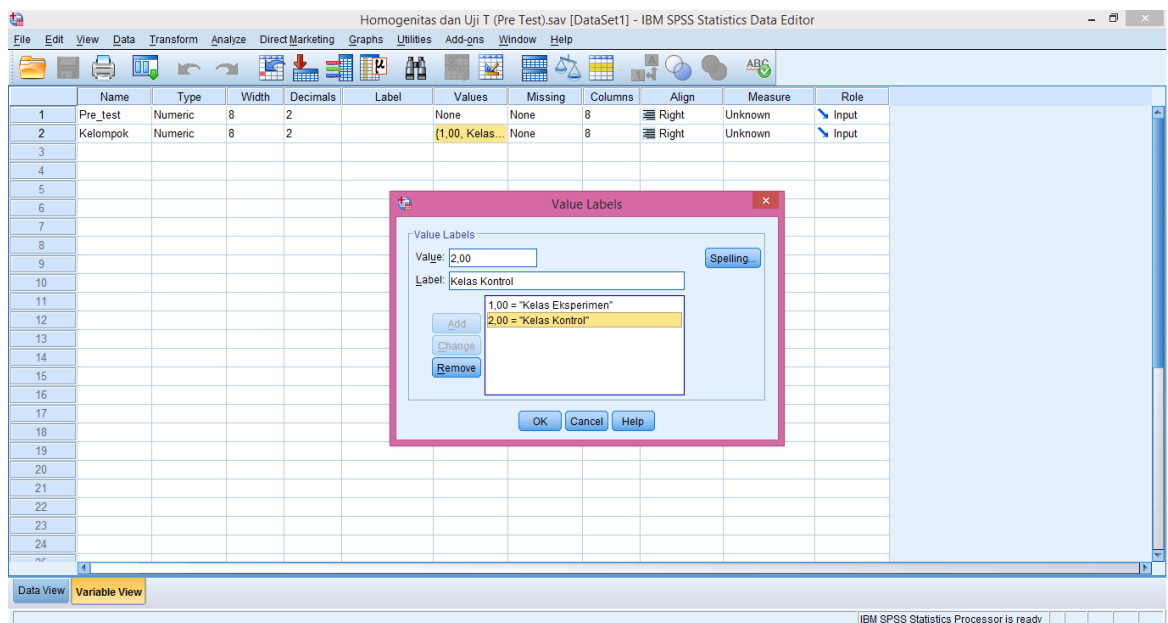 Homogenitas dan Uji T (Pre Test).sav [DataSet1] - IBM SPSS Statistics Data Editor
File Edit View Data Transform Analyze Direct Marketing Graphs Utilities Add-ons Window Help
Name Type Width Decimals Label Values Missing Columns Align Measure Role
1 Pre_test Numeric 8 2 None None 8 Right Unknown Input
2 Kelompok Numeric 8 2 {1,00, Kelas... None 8 Right Unknown Input
3
4
5
6
7
8
9
10
11
12
13
14
15
16
17
18
19
20
21
22
23
24
25
Value Labels
Value Labels
Value: 2,00
Spelling...
Label: Kelas Kontrol
1,00 = "Kelas Eksperimen"
2,00 = "Kelas Kontrol"
Add
Change
Remove
OK Cancel Help
Data View Variable View
IBM SPSS Statistics Processor is ready